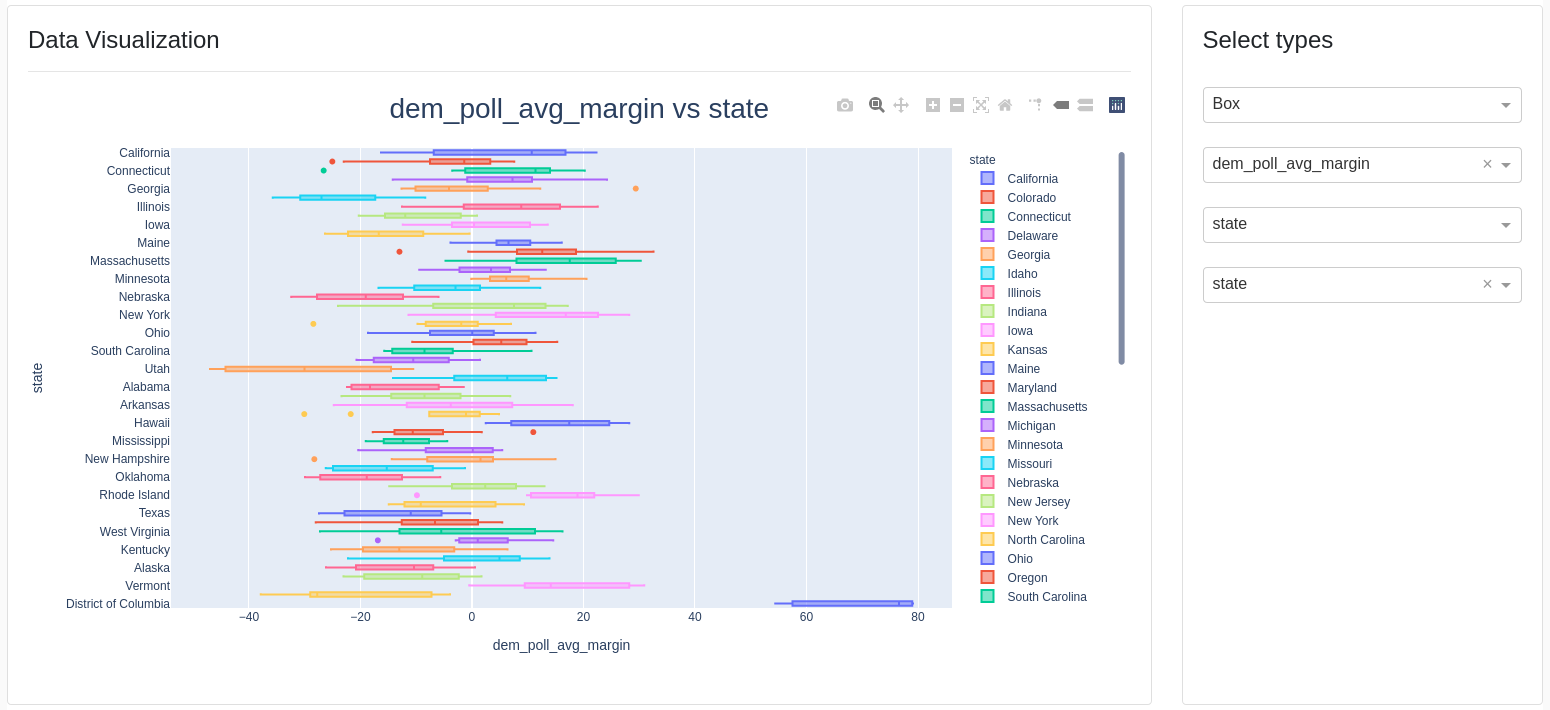 Data Visualization
dem_poll_avg_margin vs state
California
Connecticut
Georgia
Illinois
Iowa
Maine
Massachusetts
Minnesota
Nebraska
New York
Ohio
South Carolina
Utah
Alabama
Arkansas
Hawaii
Mississippi
New Hampshire
Oklahoma
Rhode Island
Texas
West Virginia
Kentucky
Alaska
Vermont
District of Columbia
state
−40 −20 0 20 40 60 80
dem_poll_avg_margin
state
California
Colorado
Connecticut
Delaware
Georgia
Idaho
Illinois
Indiana
Iowa
Kansas
Maine
Maryland
Massachusetts
Michigan
Minnesota
Missouri
Nebraska
New Jersey
New York
North Carolina
Ohio
Oregon
South Carolina
Select types
Box
dem_poll_avg_margin ×
state
state ×